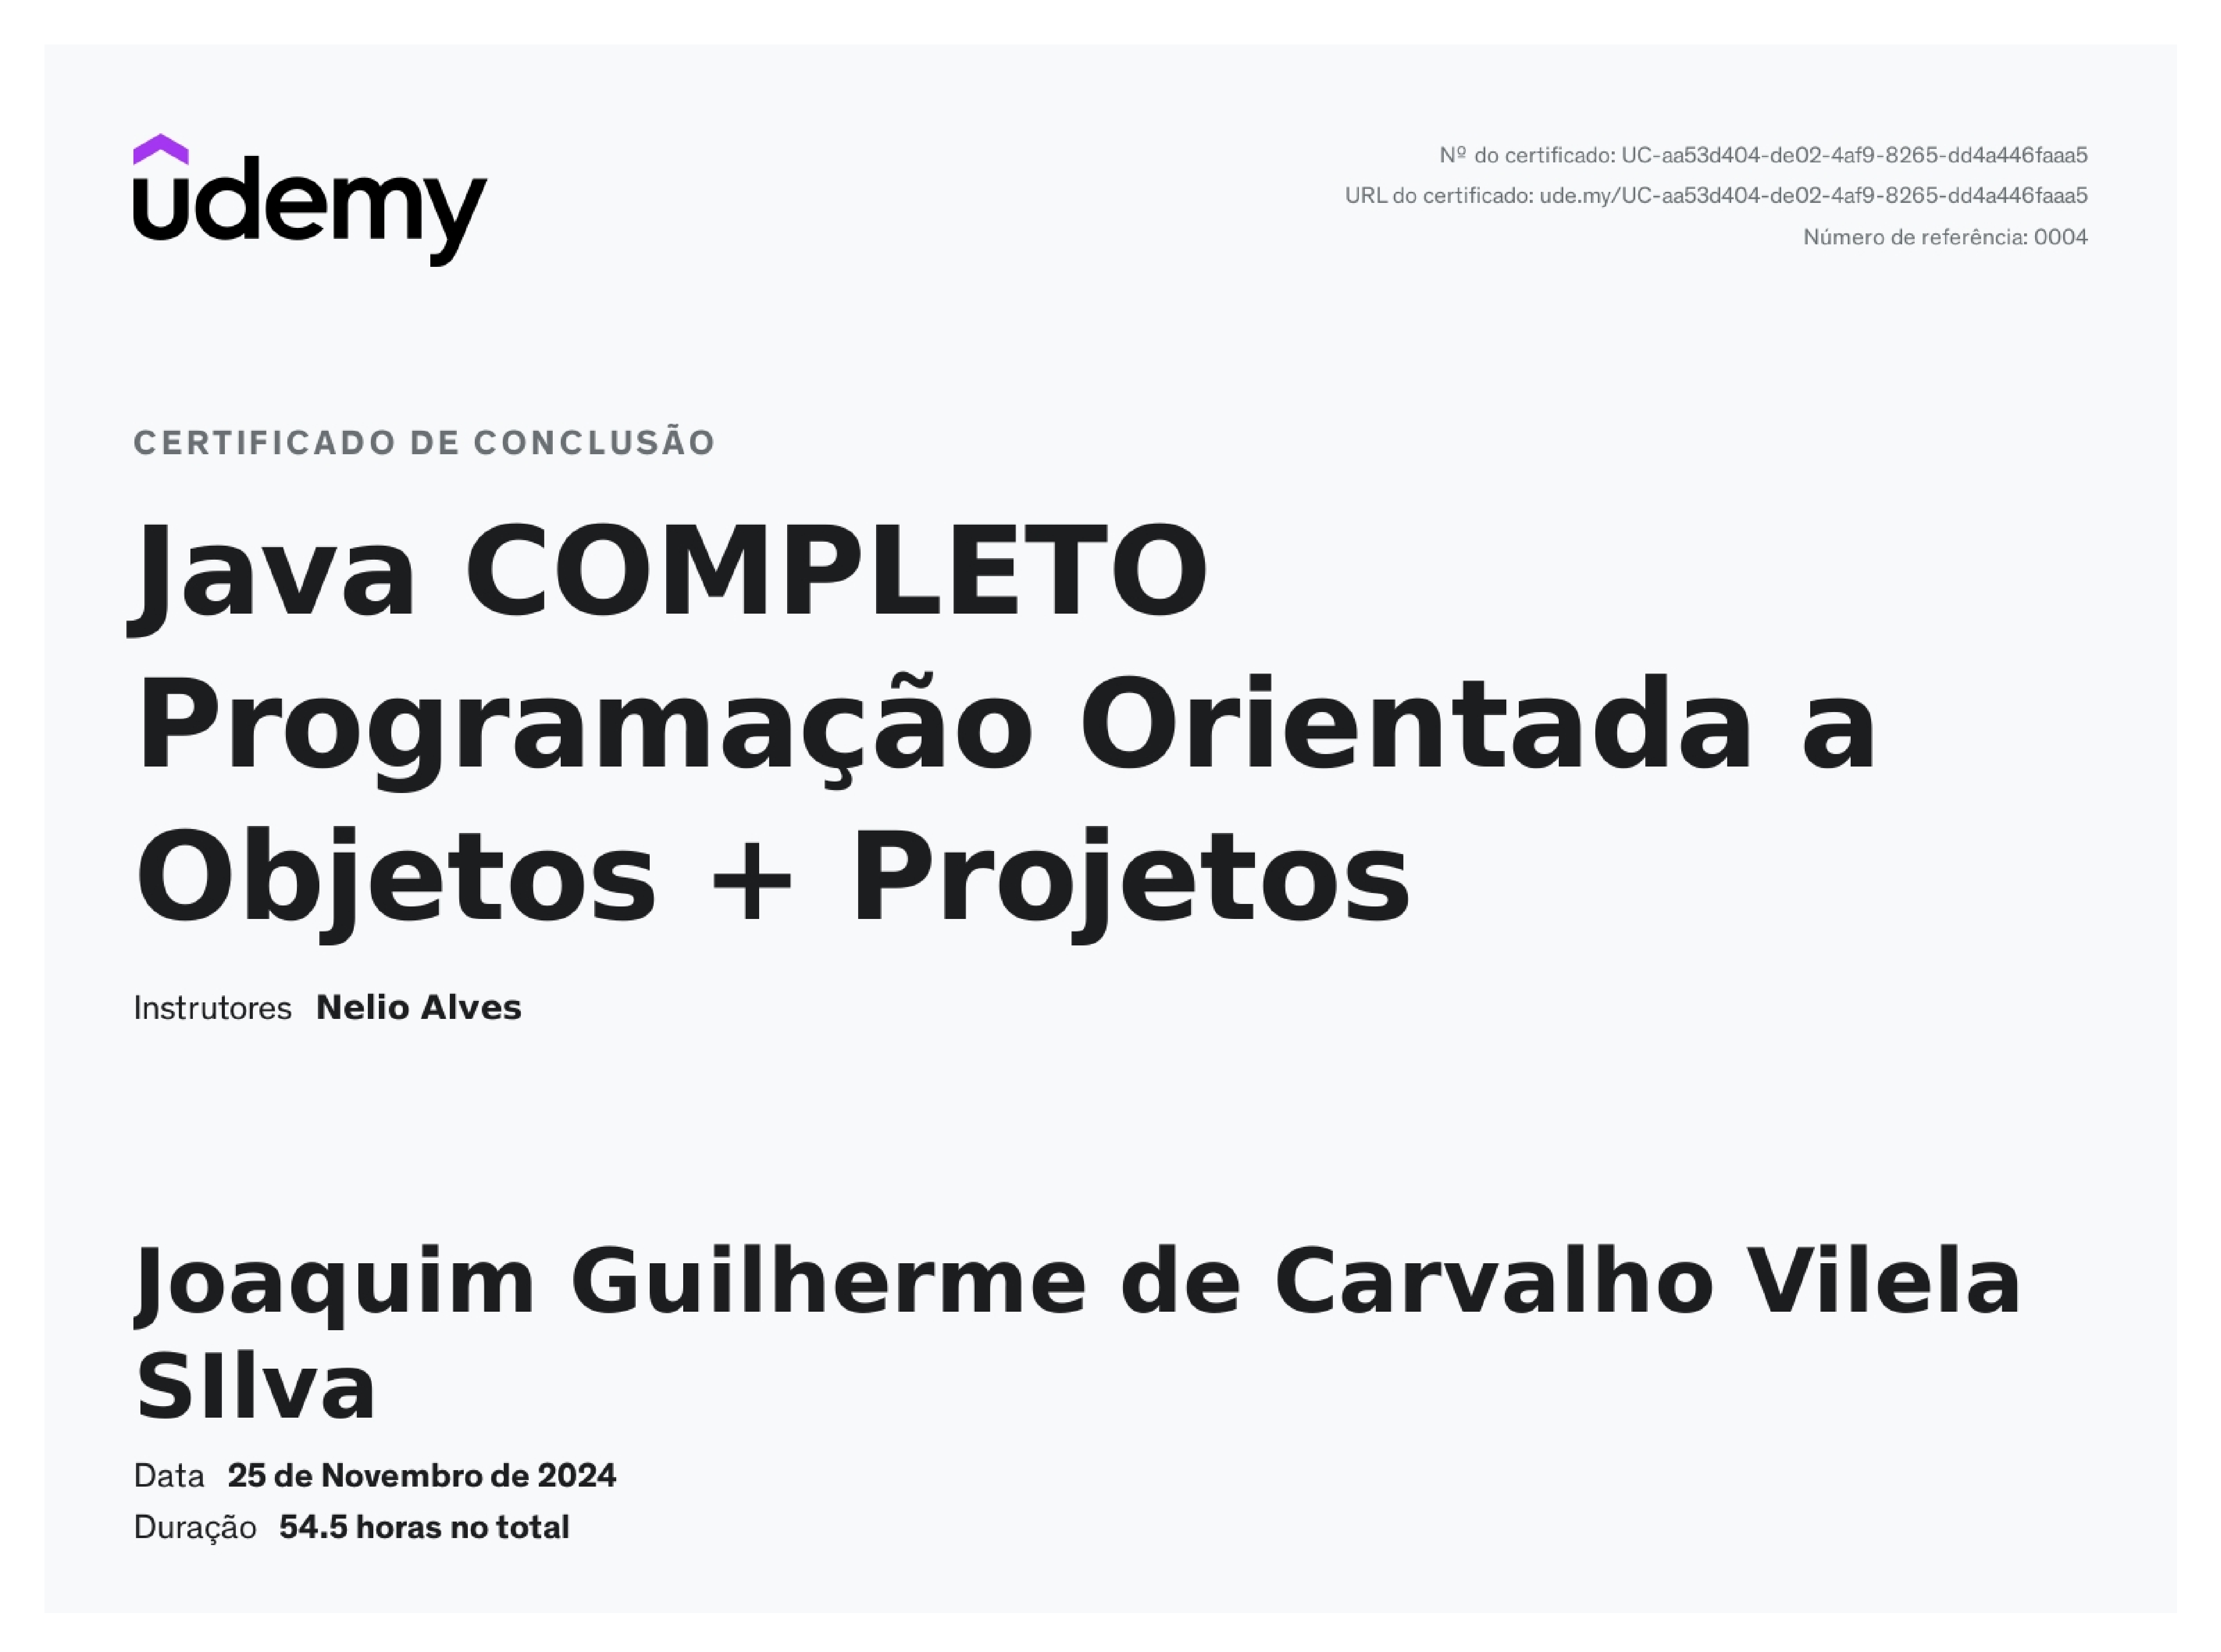 udemy
Nº do certificado: UC-aa53d404-de02-4af9-8265-dd4a446faaa5
URL do certificado: ude.my/UC-aa53d404-de02-4af9-8265-dd4a446faaa5
Número de referência: 0004
CERTIFICADO DE CONCLUSÃO
Java COMPLETO
Programação Orientada a
Objetos + Projetos
Instrutores Nelio Alves
Joaquim Guilherme de Carvalho Vilela
SIlva
Data 25 de Novembro de 2024
Duração 54.5 horas no total